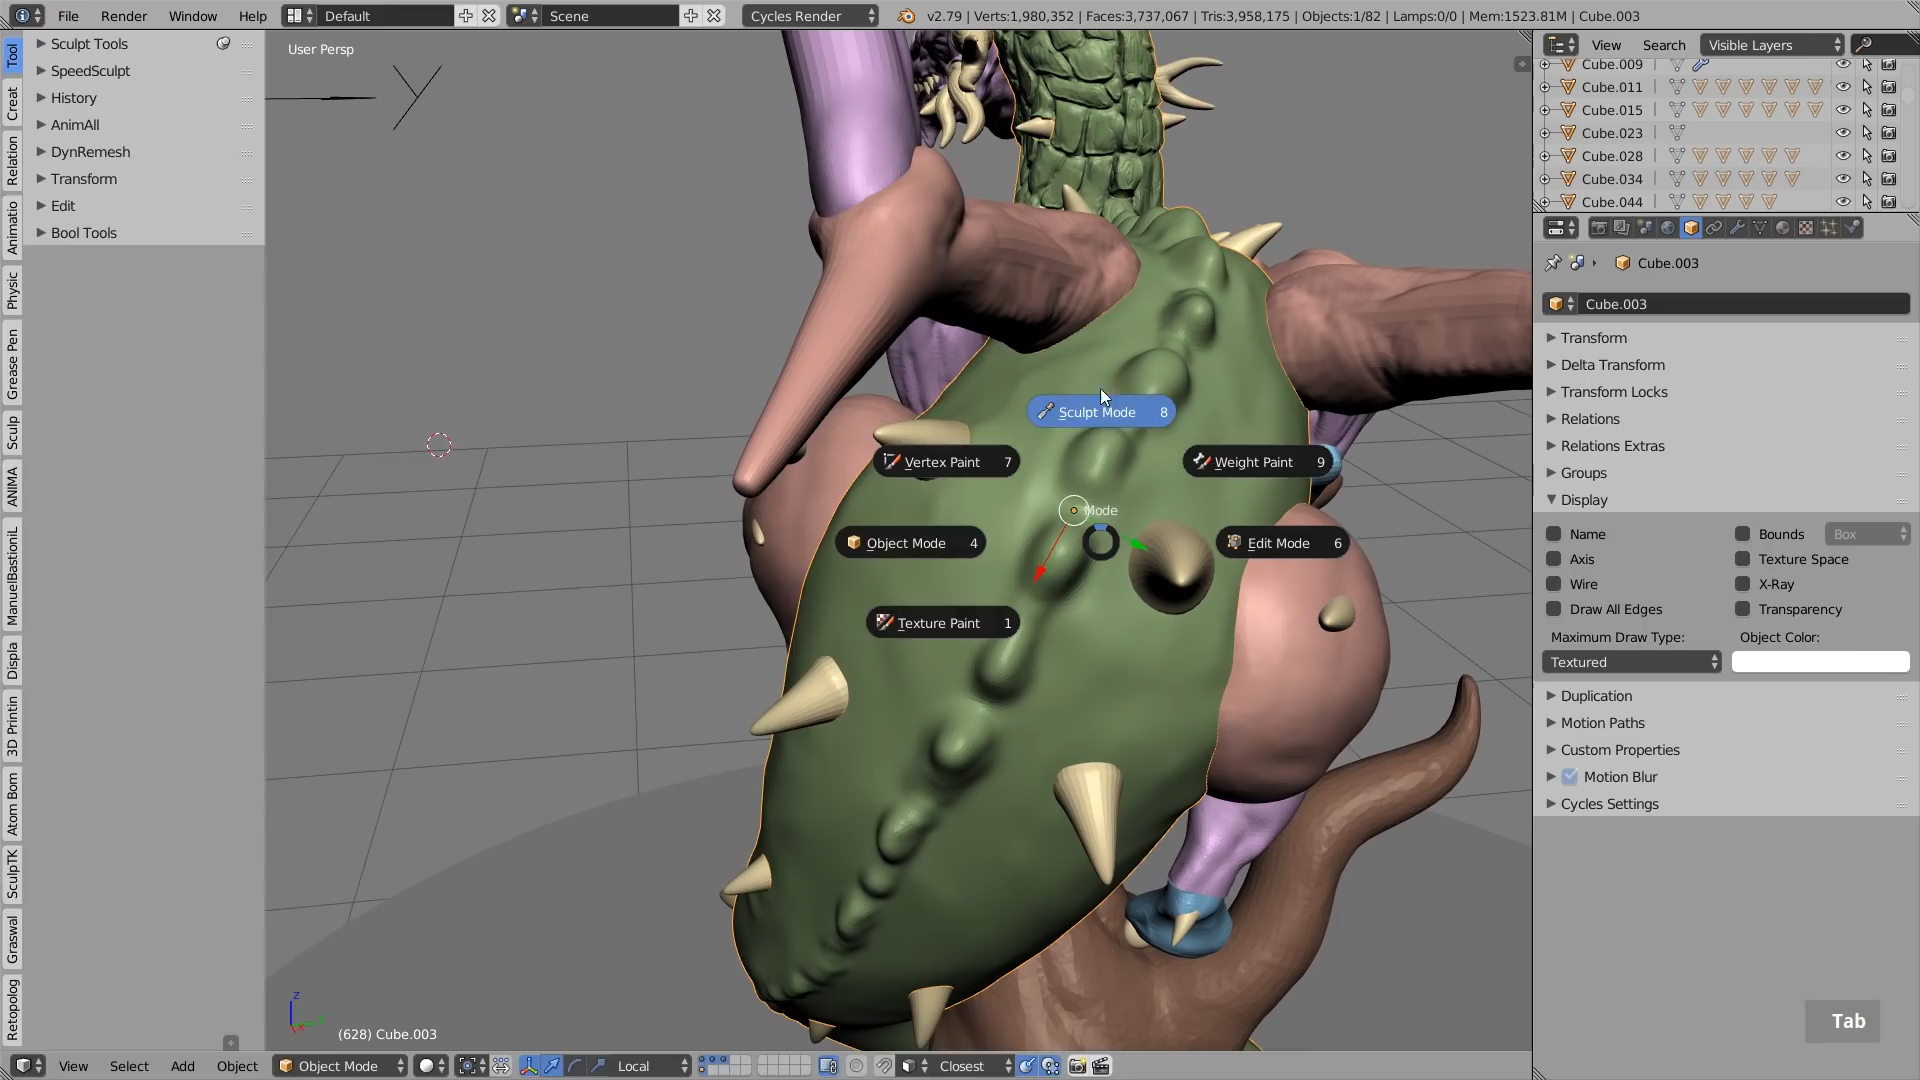 File Render Window Help Default Scene Cycles Render v2.79 | Verts:1,980,352 | Faces:3,737,067 | Tris:3,958,175 | Objects:1/82 | Lamps:0/0 | Mem:1523.81M | Cube.003
Tool
Creat
Relation
Animatio
Physic
Grease Pen
Sculp
ANIMA
ManuelBastioniL
Displa
3D Printin
Atom Bom
SculpTK
Graswal
Retopolog
Sculpt Tools
SpeedSculpt
History
AnimAll
DynRemesh
Transform
Edit
Bool Tools
User Persp
Y
Sculpt Mode 8
Vertex Paint 7
Weight Paint 9
Mode
Object Mode 4
Edit Mode 6
Texture Paint 1
z
x
(628) Cube.003
View Select Add Object Object Mode Local Closest
View Search Visible Layers
Cube.009
Cube.011
Cube.015
Cube.023
Cube.028
Cube.034
Cube.044
Cube.003
Cube.003
Transform
Delta Transform
Transform Locks
Relations
Relations Extras
Groups
Display
Name Bounds Box
Axis Texture Space
Wire X-Ray
Draw All Edges Transparency
Maximum Draw Type: Object Color:
Textured
Duplication
Motion Paths
Custom Properties
Motion Blur
Cycles Settings
Tab